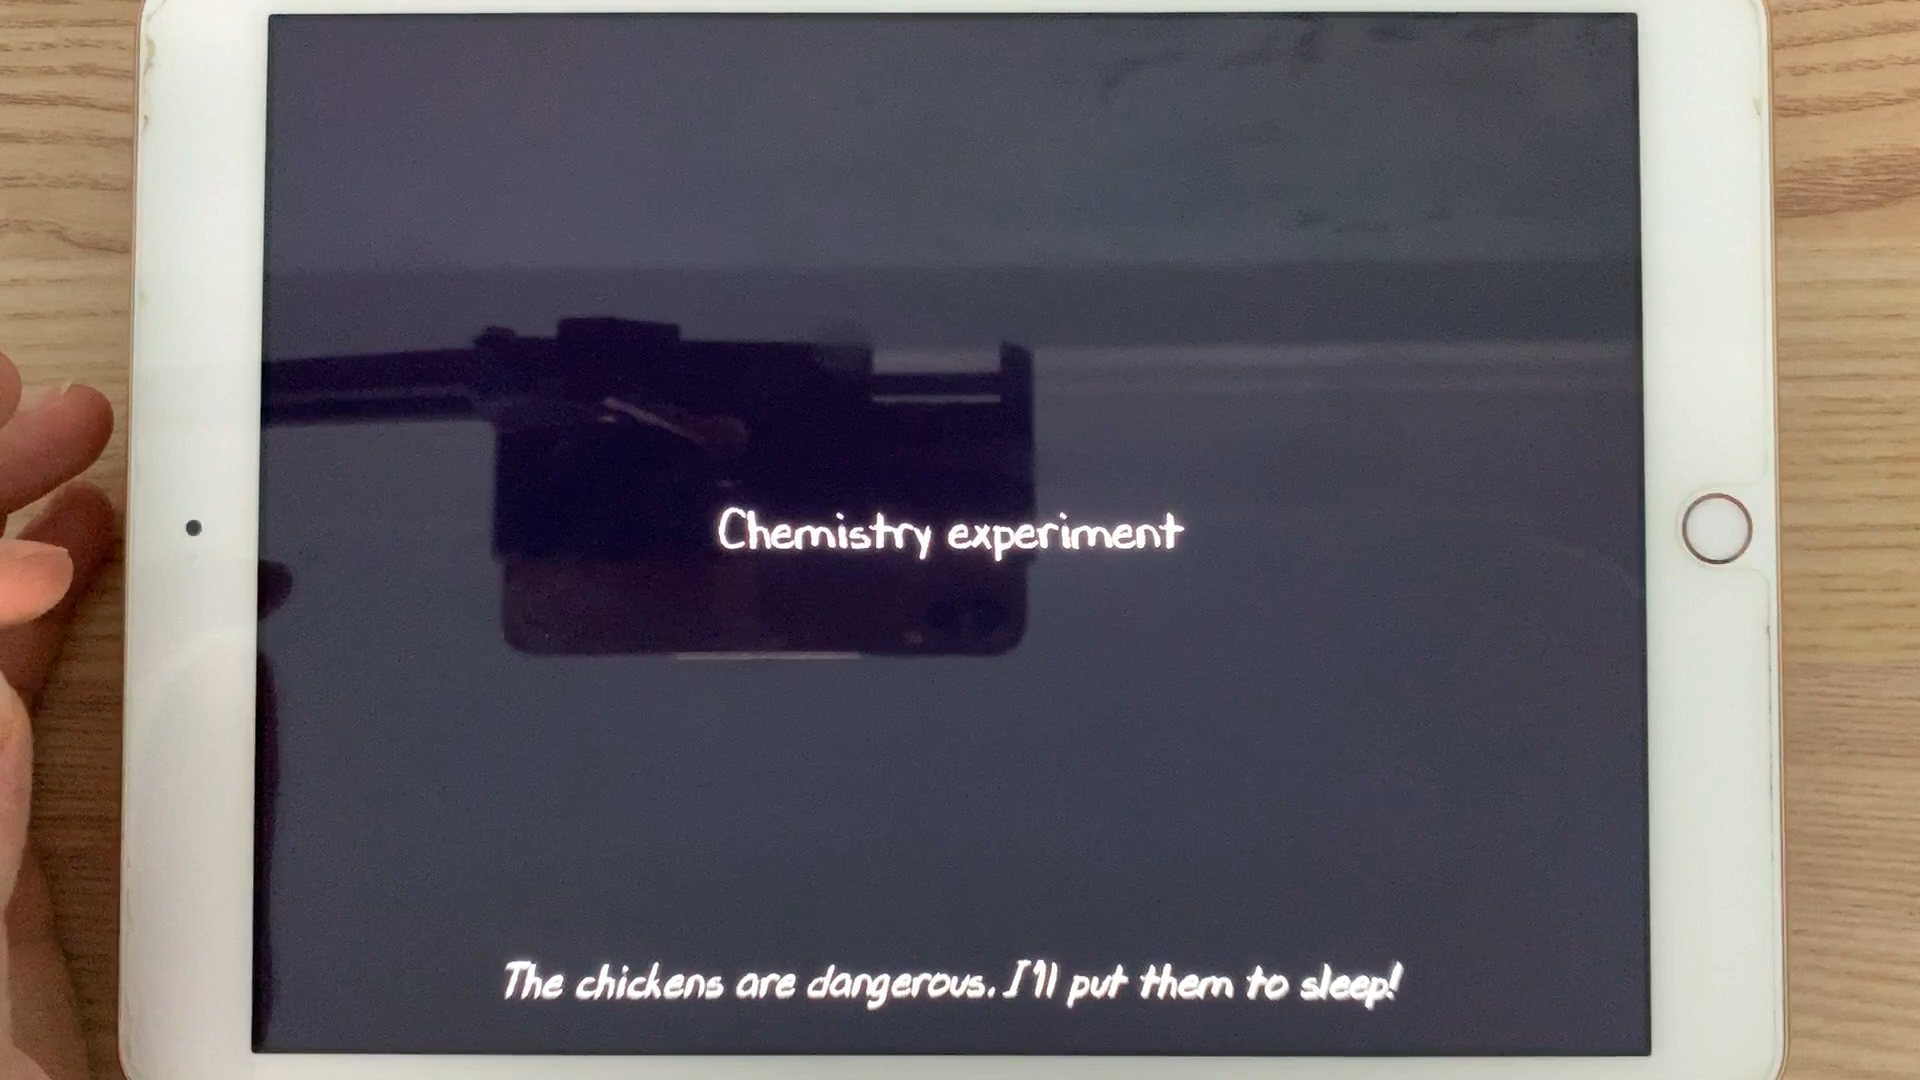 Chemistry experiment
The chickens are dangerous. I'll put them to sleep!